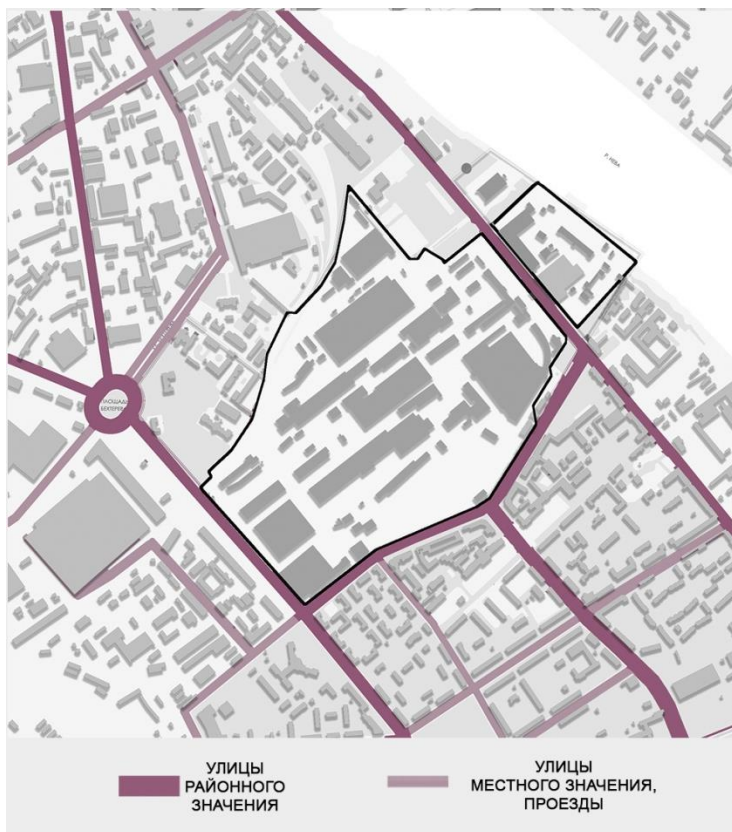 Р. НЕВА
ПЛОЩАДЬ
БЕХТЕРЕВА
УЛИЦЫ
РАЙОННОГО
ЗНАЧЕНИЯ
УЛИЦЫ
МЕСТНОГО ЗНАЧЕНИЯ,
ПРОЕЗДЫ